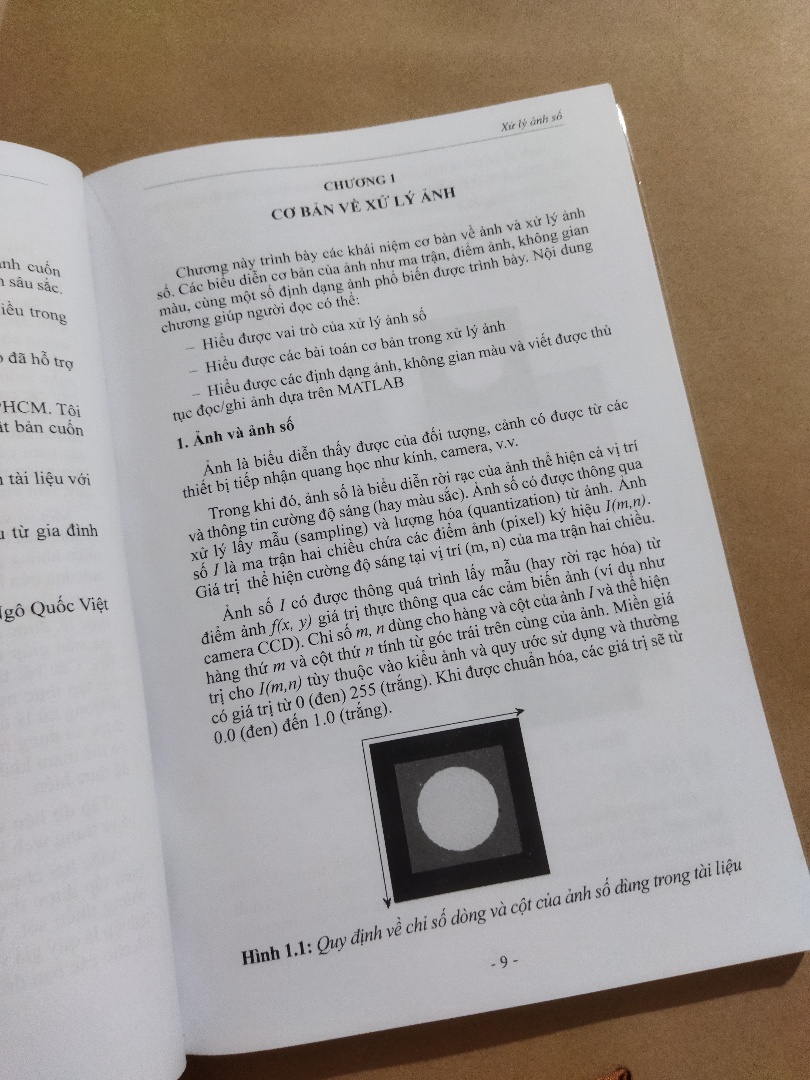 ảnh cuốn
sâu sắc.
iều trong
đã hỗ trợ
PHCM. Tôi
ất bản cuốn
tài liệu với
từ gia đình
Ngô Quốc Việt
Xử lý ảnh số
CHƯƠNG 1
CƠ BẢN VỀ XỬ LÝ ẢNH
Chương này trình bày các khái niệm cơ bản về ảnh và xử lý ảnh
số. Các biểu diễn cơ bản của ảnh như ma trận, điểm ảnh, không gian
màu, cùng một số định dạng ảnh phổ biến được trình bày. Nội dung
chương giúp người đọc có thể:
– Hiểu được vai trò của xử lý ảnh số
– Hiểu được các bài toán cơ bản trong xử lý ảnh
– Hiểu được các định dạng ảnh, không gian màu và viết được thủ
tục đọc/ghi ảnh dựa trên MATLAB
1. Ảnh và ảnh số
Ảnh là biểu diễn thấy được của đối tượng, cảnh có được từ các
thiết bị tiếp nhận quang học như kính, camera, v.v.
Trong khi đó, ảnh số là biểu diễn rời rạc của ảnh thể hiện cả vị trí
và thông tin cường độ sáng (hay màu sắc). Ảnh số có được thông qua
xử lý lấy mẫu (sampling) và lượng hóa (quantization) từ ảnh. Ảnh
số I là ma trận hai chiều chứa các điểm ảnh (pixel) ký hiệu I(m,n).
Giá trị thể hiện cường độ sáng tại vị trí (m, n) của ma trận hai chiều.
Ảnh số I có được thông quá trình lấy mẫu (hay rời rạc hóa) từ
điểm ảnh f(x, y) giá trị thực thông qua các cảm biến ảnh (ví dụ như
camera CCD). Chỉ số m, n dùng cho hàng và cột của ảnh I và thể hiện
hàng thứ m và cột thứ n tính từ góc trái trên cùng của ảnh. Miền giá
trị cho I(m,n) tùy thuộc vào kiểu ảnh và quy ước sử dụng và thường
có giá trị từ 0 (đen) 255 (trắng). Khi được chuẩn hóa, các giá trị sẽ từ
0.0 (đen) đến 1.0 (trắng).
Hình 1.1: Quy định về chỉ số dòng và cột của ảnh số dùng trong tài liệu
- 9 -